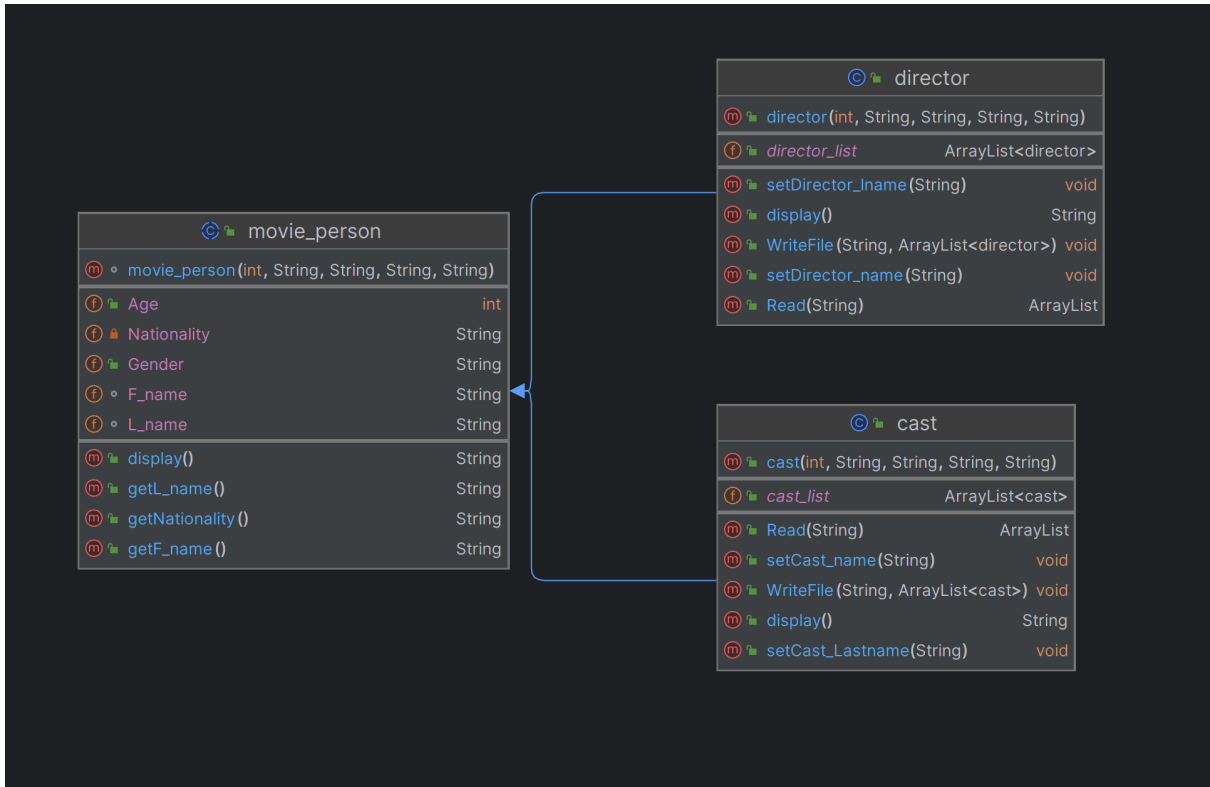 movie_person
movie_person(int, String, String, String, String)
Age int
Nationality String
Gender String
F_name String
L_name String
display() String
getL_name() String
getNationality() String
getF_name() String
director
director(int, String, String, String, String)
director_list ArrayList<director>
setDirector_lname(String) void
display() String
WriteFile(String, ArrayList<director>) void
setDirector_name(String) void
Read(String) ArrayList
cast
cast(int, String, String, String, String)
cast_list ArrayList<cast>
Read(String) ArrayList
setCast_name(String) void
WriteFile(String, ArrayList<cast>) void
display() String
setCast_Lastname(String) void